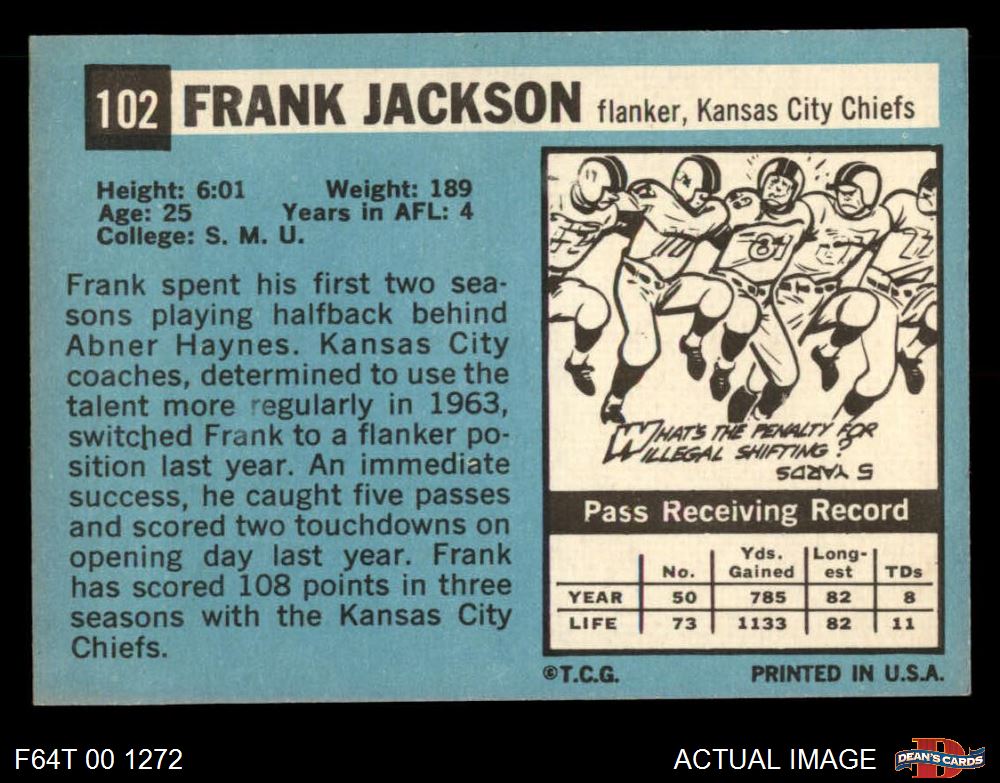 102 FRANK JACKSON flanker, Kansas City Chiefs
Height: 6:01 Weight: 189
Age: 25 Years in AFL: 4
College: S. M. U.
Frank spent his first two sea-
sons playing halfback behind
Abner Haynes. Kansas City
coaches, determined to use the
talent more regularly in 1963,
switched Frank to a flanker po-
sition last year. An immediate
success, he caught five passes
and scored two touchdowns on
opening day last year. Frank
has scored 108 points in three
seasons with the Kansas City
Chiefs.
81
WHAT'S THE PENALTY FOR
ILLEGAL SHIFTING?
5 YARDS
Pass Receiving Record
No. Yds. Gained Long-est TDs
YEAR 50 785 82 8
LIFE 73 1133 82 11
©T.C.G. PRINTED IN U.S.A.
F64T 00 1272 ACTUAL IMAGE DEAN'S CARDS